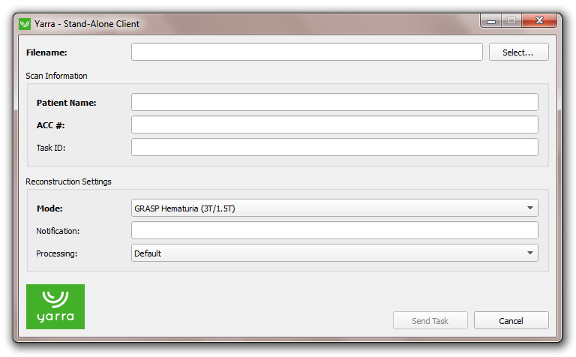 Yarra - Stand-Alone Client
Filename:
Select...
Scan Information
Patient Name:
ACC #:
Task ID:
Reconstruction Settings
Mode:
GRASP Hematuria (3T/1.5T)
Notification:
Processing:
Default
yarra
Send Task
Cancel